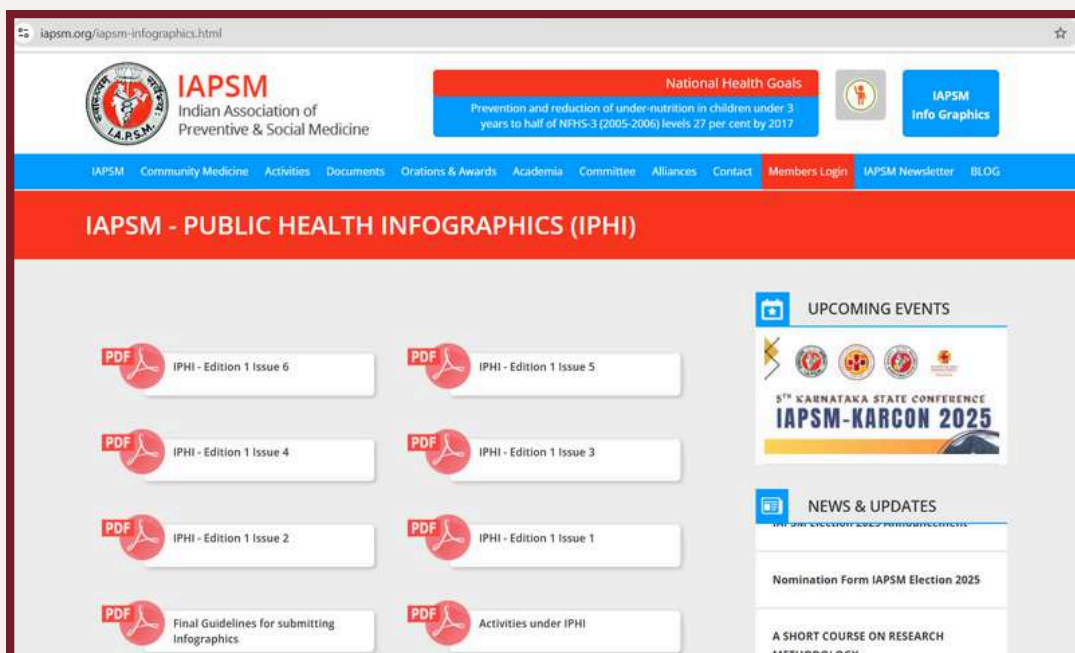 iapsm.org/iapsm-infographics.html
I.A.P.S.M.
IAPSM
Indian Association of
Preventive & Social Medicine
National Health Goals
Prevention and reduction of under-nutrition in children under 3
years to half of NFHS-3 (2005-2006) levels 27 per cent by 2017
IAPSM
Info Graphics
IAPSM Community Medicine Activities Documents Orations & Awards Academia Committee Alliances Contact Members Login IAPSM Newsletter BLOG
IAPSM - PUBLIC HEALTH INFOGRAPHICS (IPHI)
PDF
IPHI - Edition 1 Issue 6
PDF
IPHI - Edition 1 Issue 5
PDF
IPHI - Edition 1 Issue 4
PDF
IPHI - Edition 1 Issue 3
PDF
IPHI - Edition 1 Issue 2
PDF
IPHI - Edition 1 Issue 1
PDF
Final Guidelines for submitting
Infographics
PDF
Activities under IPHI
UPCOMING EVENTS
5TH KARNATAKA STATE CONFERENCE
IAPSM-KARCON 2025
NEWS & UPDATES
IAPSM Election 2025 Announcement
Nomination Form IAPSM Election 2025
A SHORT COURSE ON RESEARCH
METHODOLOGY